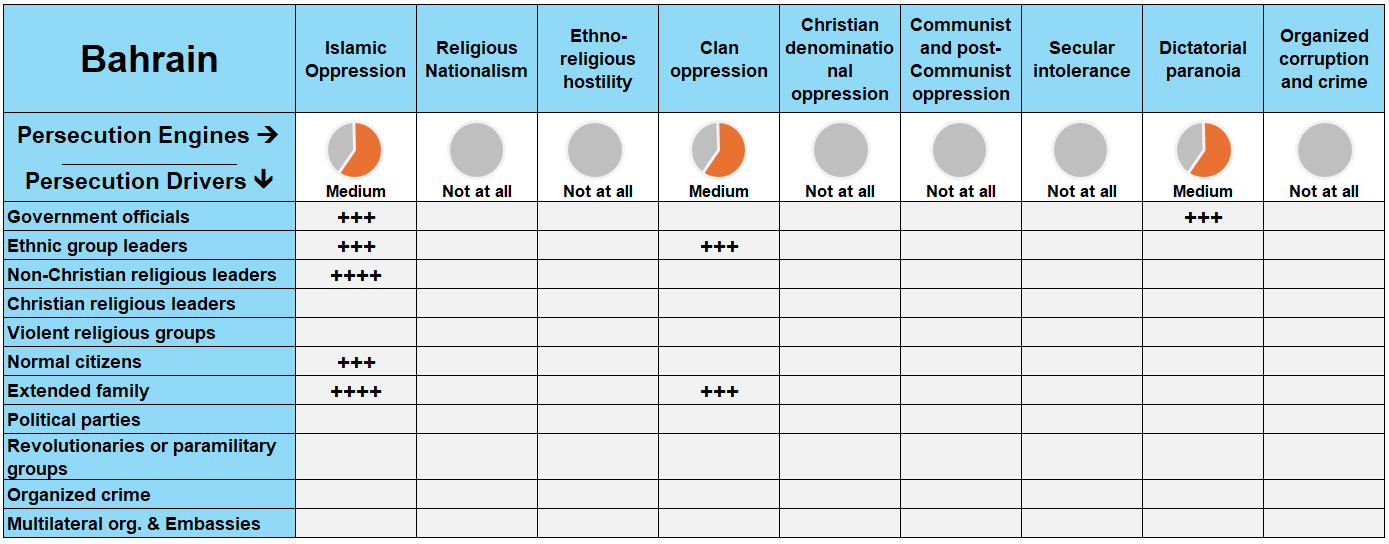 Bahrain
Islamic
Oppression
Religious
Nationalism
Ethno-
religious
hostility
Clan
oppression
Christian
denominatio
nal
oppression
Communist
and post-
Communist
oppression
Secular
intolerance
Dictatorial
paranoia
Organized
corruption
and crime
Persecution Engines →
Persecution Drivers ↓
Medium
Not at all
Not at all
Medium
Not at all
Not at all
Not at all
Medium
Not at all
Government officials +++ +++
Ethnic group leaders +++ +++
Non-Christian religious leaders ++++
Christian religious leaders
Violent religious groups
Normal citizens +++
Extended family ++++ +++
Political parties
Revolutionaries or paramilitary
groups
Organized crime
Multilateral org. & Embassies